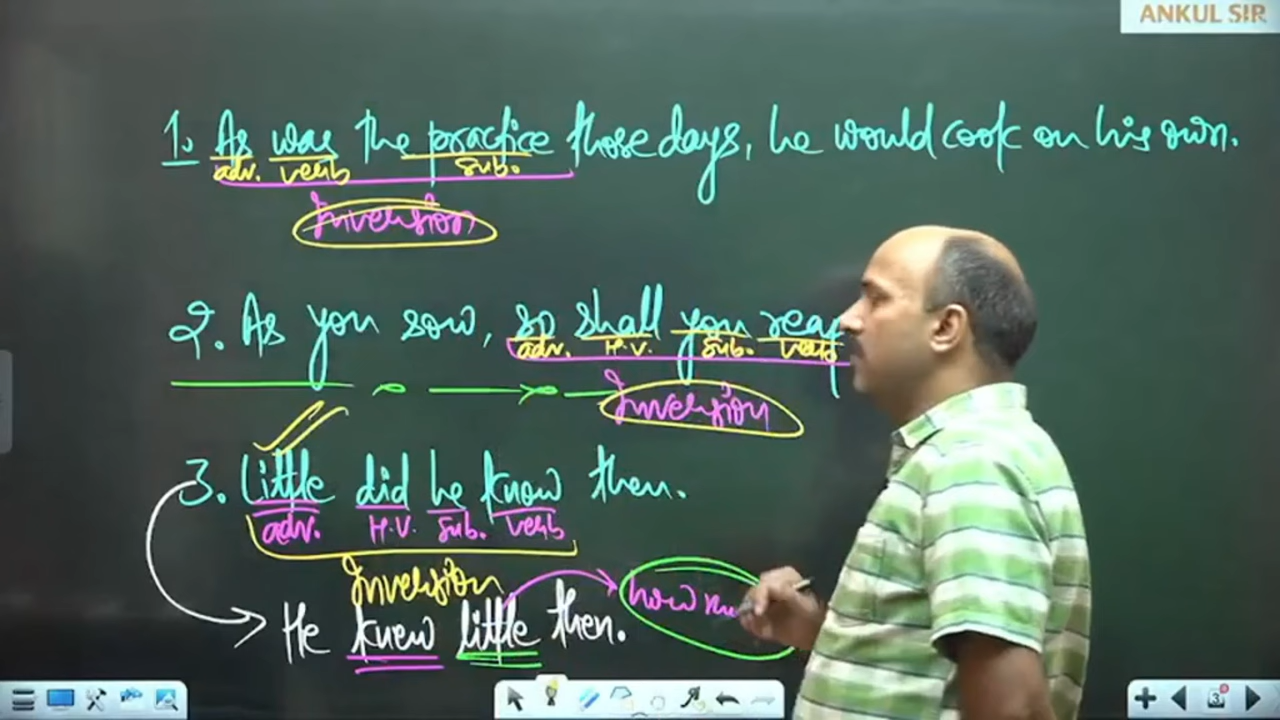 ANKUL SIR
1. As was the practice those days, he would cook on his own.
adv. verb sub.
Inversion
2. As you sow, so shall you reap
adv. H.V. sub. verb
Inversion
3. Little did he know then.
adv. H.V. sub. verb
Inversion
He knew little then. how
3